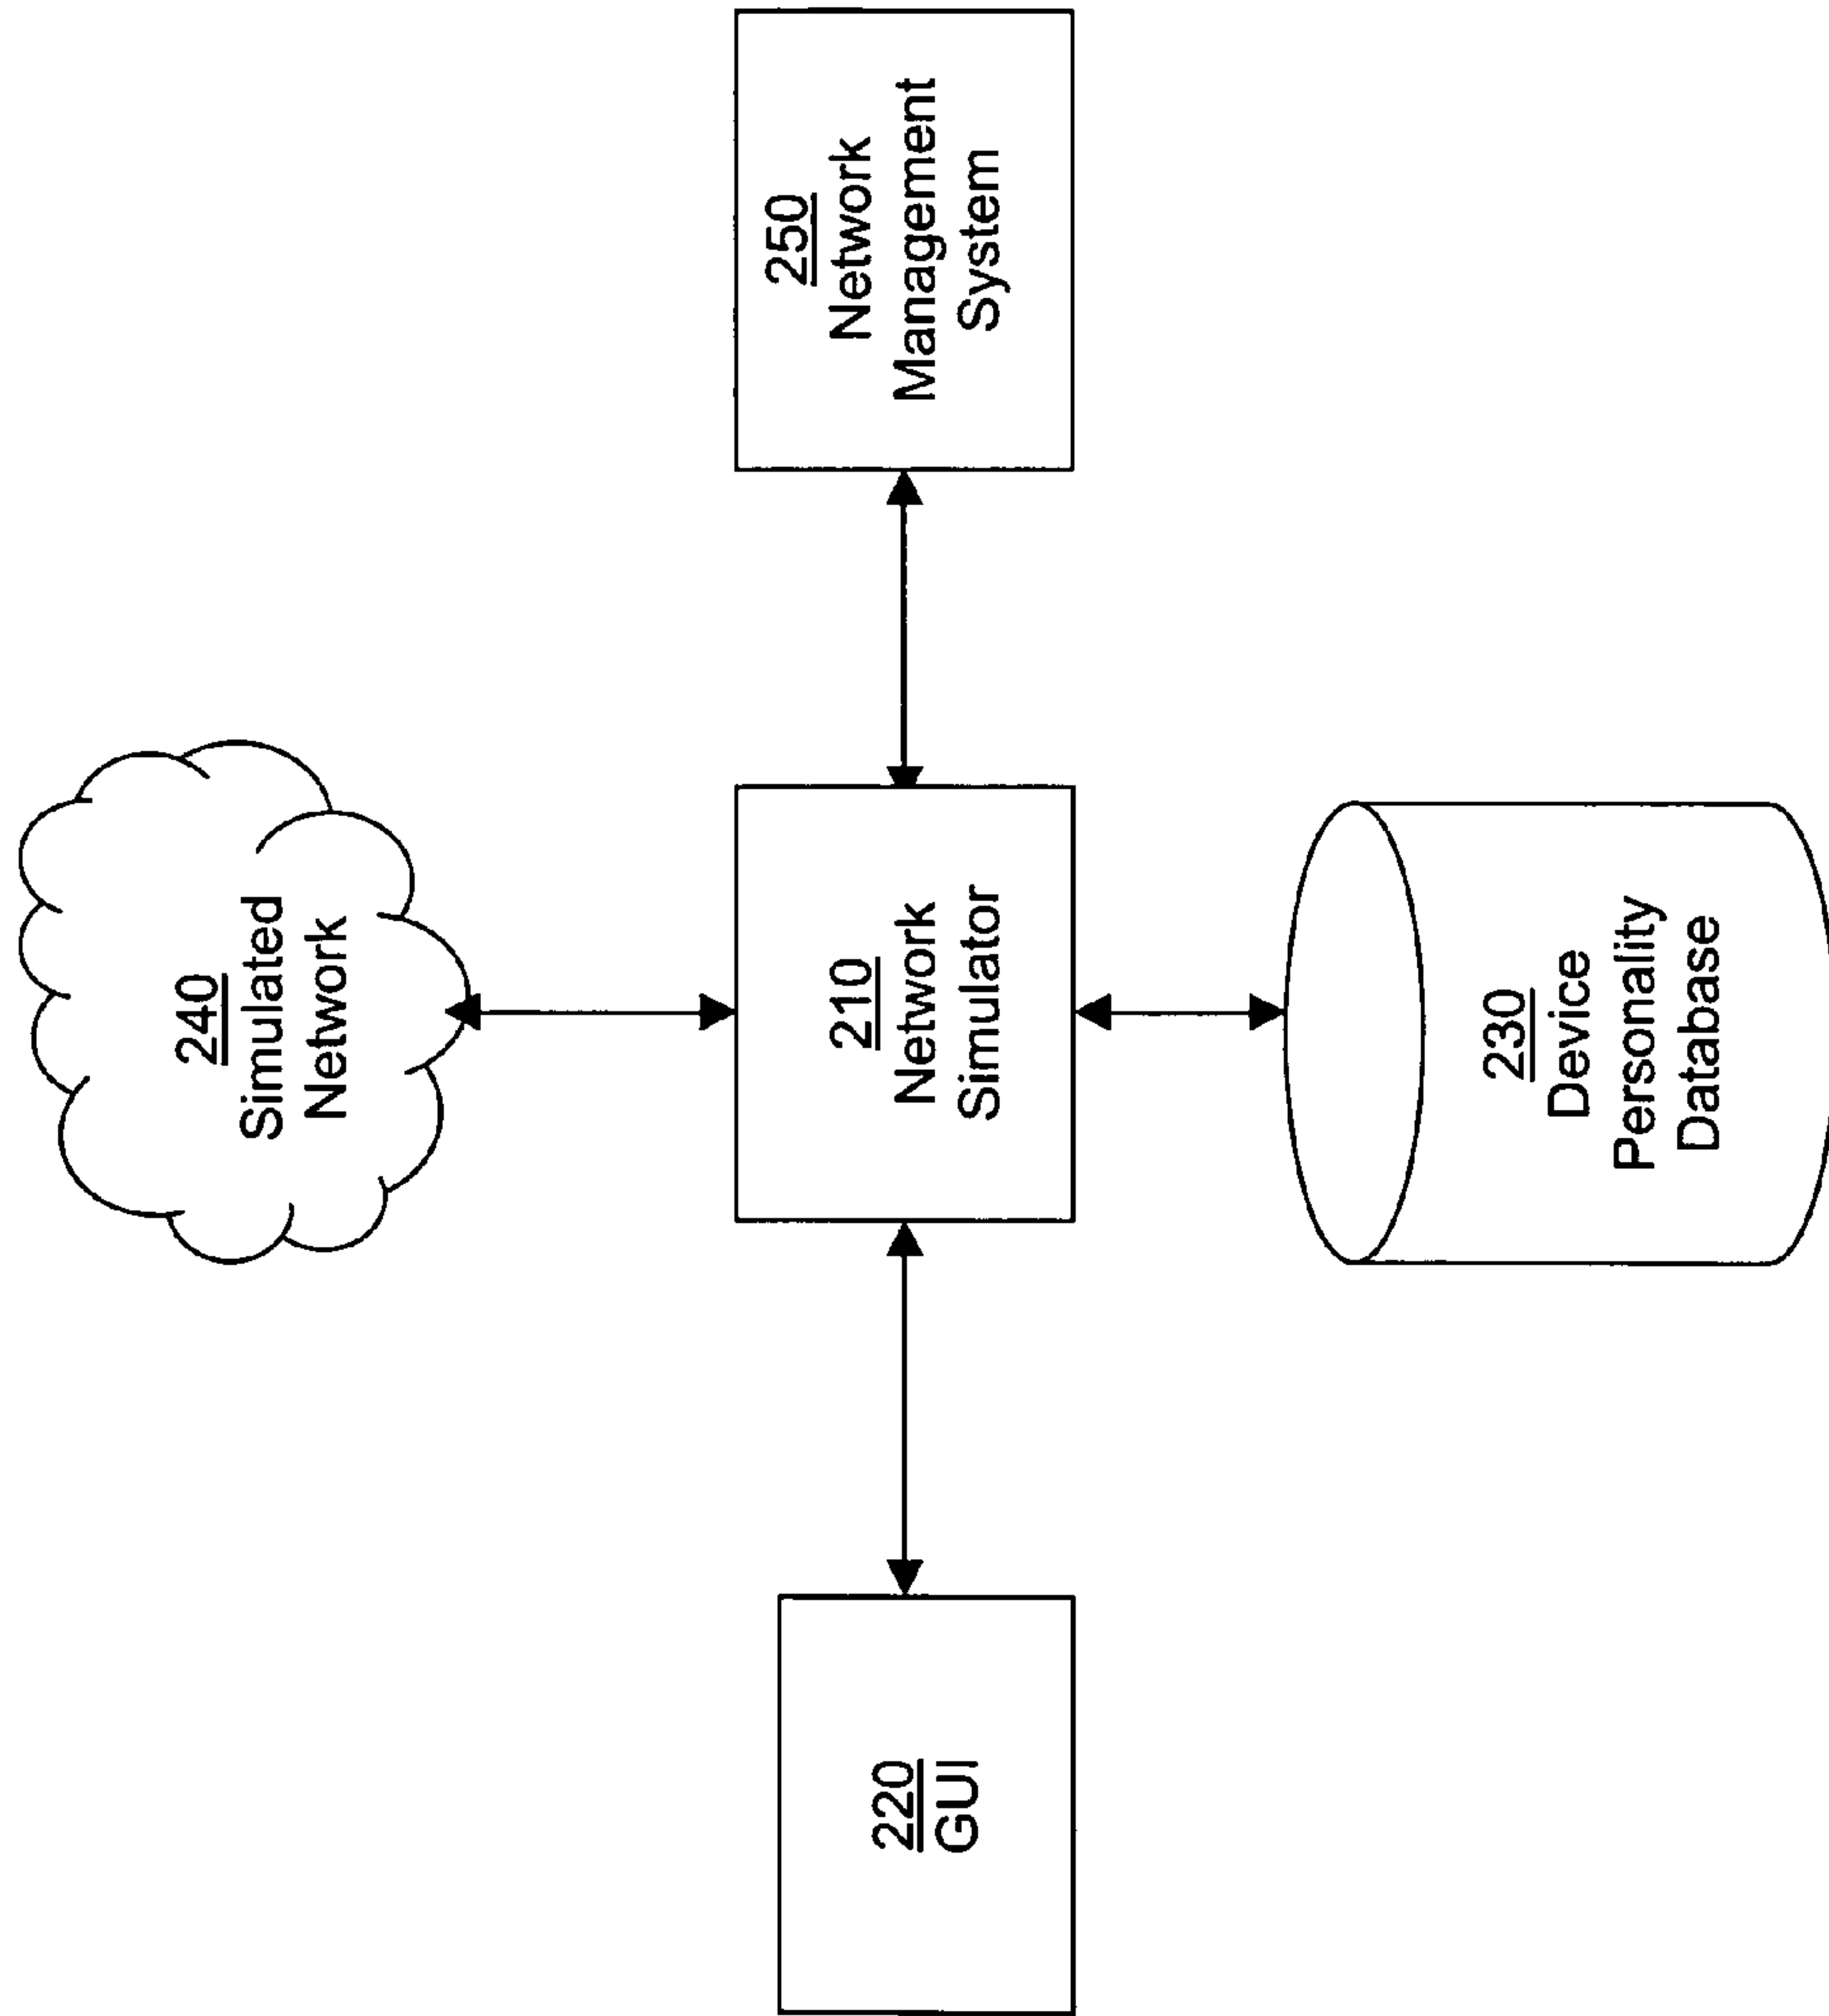 240
Simulated
Network
220
GUI
210
Network
Simulator
250
Network
Management
System
230
Device
Personality
Database